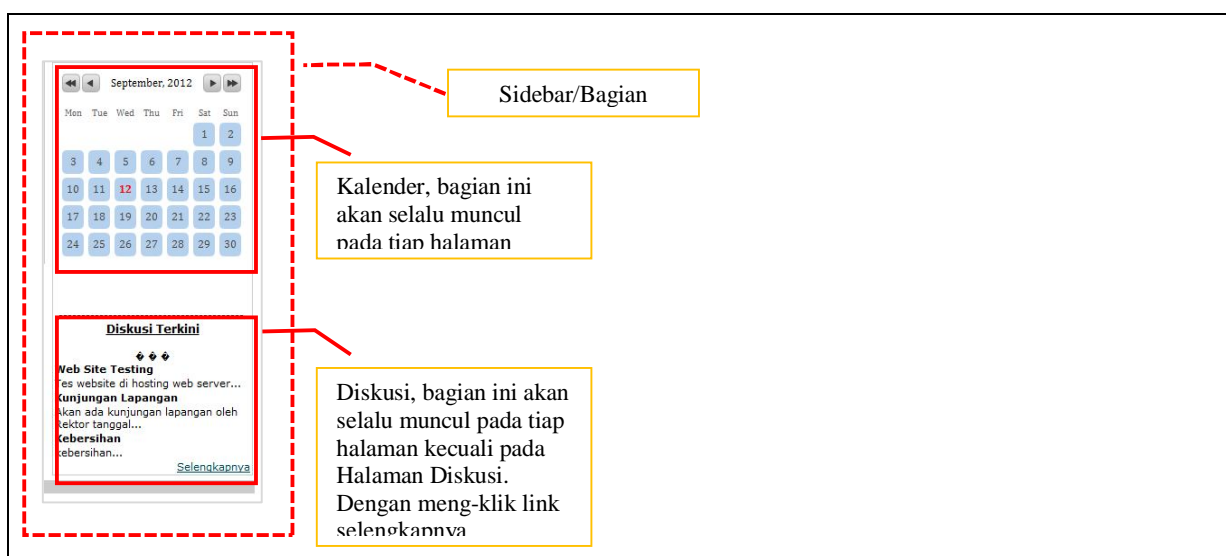 September, 2012
Mon Tue Wed Thu Fri Sat Sun
1 2
3 4 5 6 7 8 9
10 11 12 13 14 15 16
17 18 19 20 21 22 23
24 25 26 27 28 29 30
Diskusi Terkini
� � �
Web Site Testing
Tes website di hosting web server...
Kunjungan Lapangan
Akan ada kunjungan lapangan oleh
Rektor tanggal...
Kebersihan
kebersihan...
Selengkapnya
Sidebar/Bagian
Kalender, bagian ini
akan selalu muncul
pada tiap halaman
Diskusi, bagian ini akan
selalu muncul pada tiap
halaman kecuali pada
Halaman Diskusi.
Dengan meng-klik link
selengkapnya